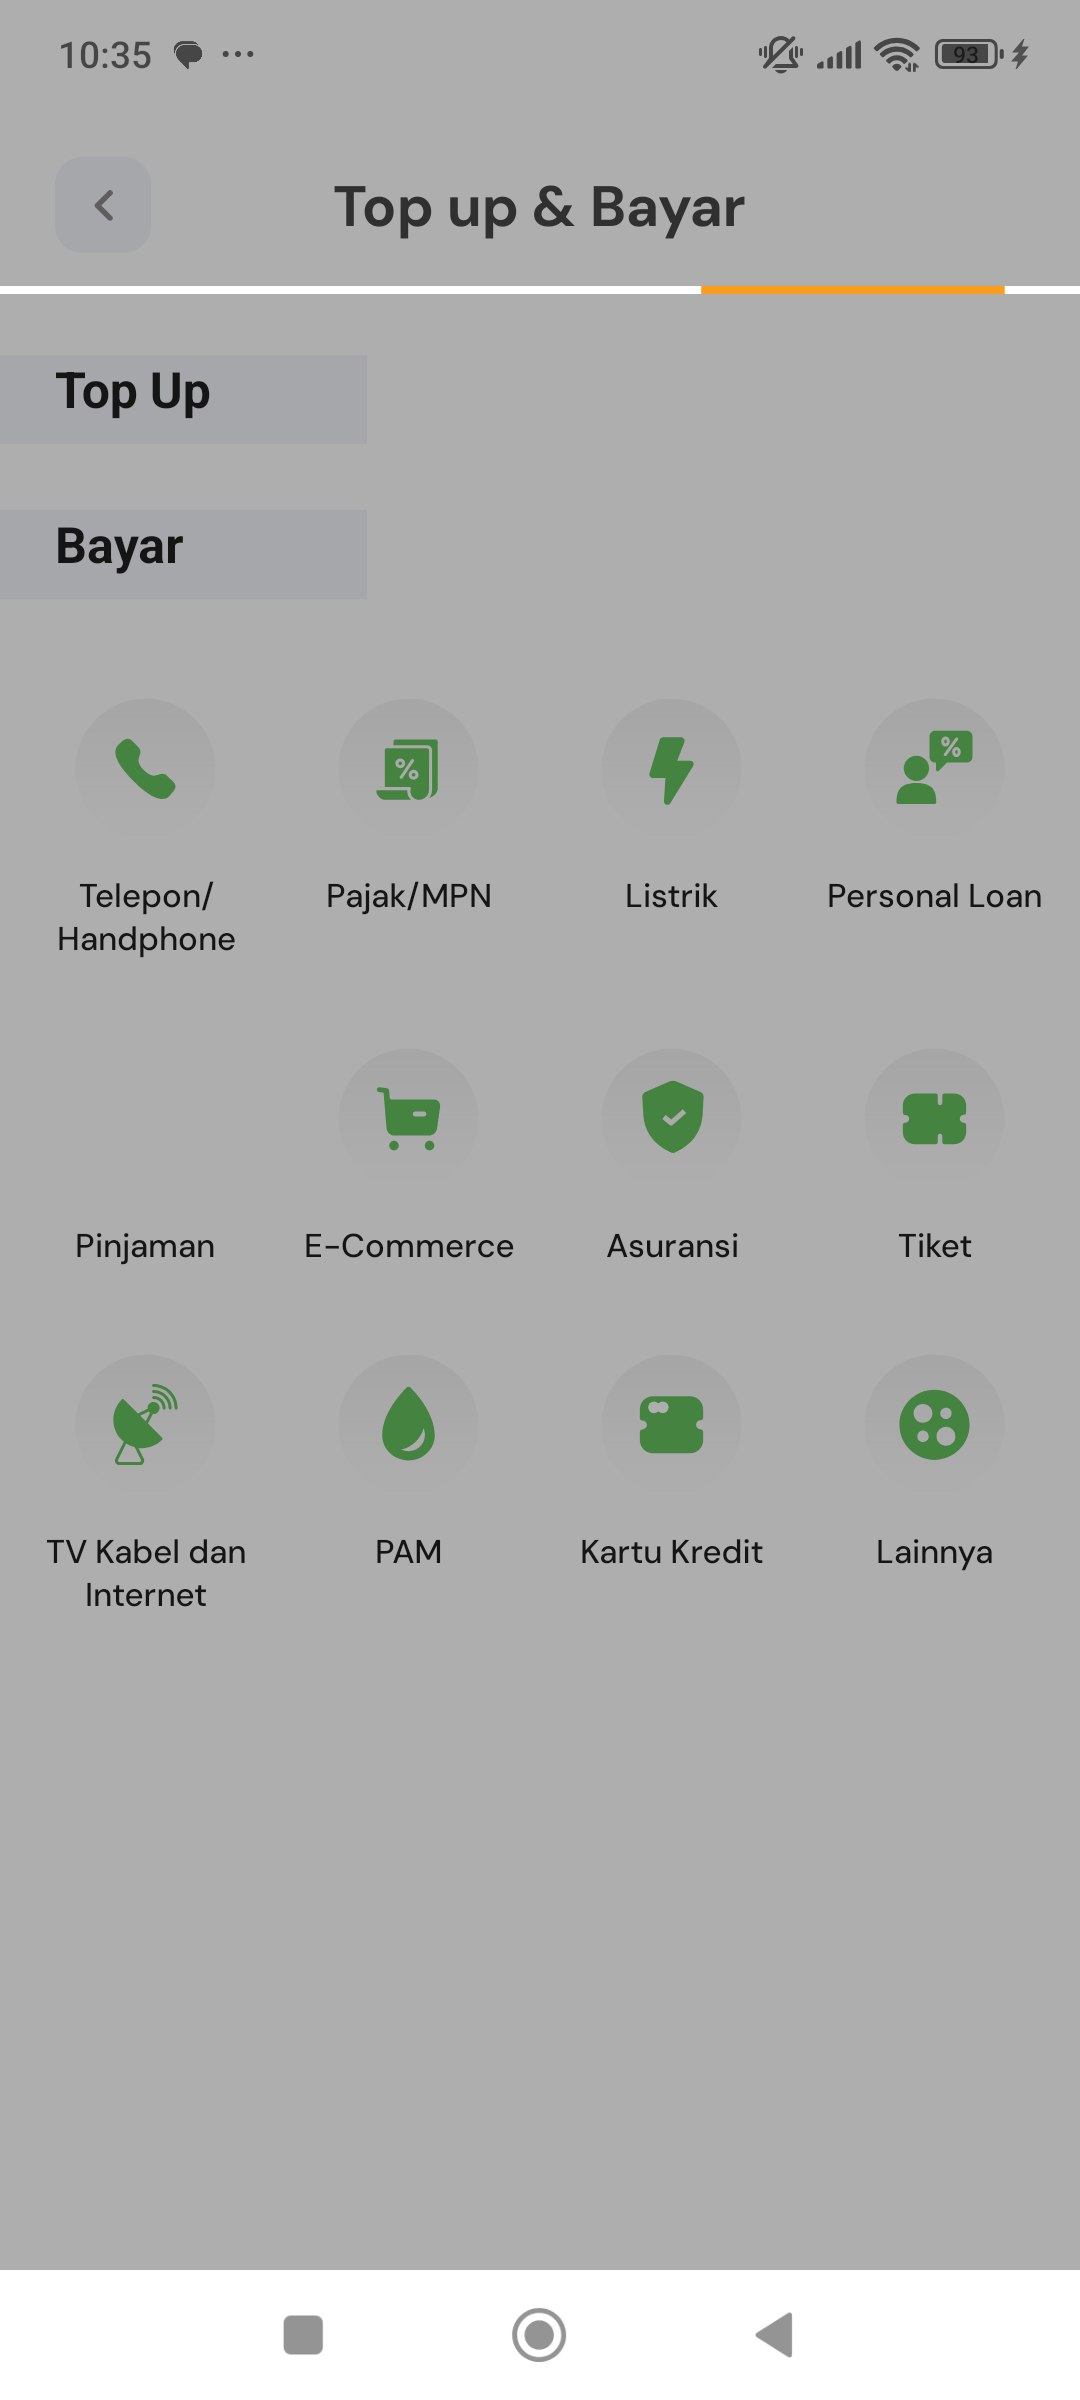 10:35
93
Top up & Bayar
Top Up
Bayar
Telepon/
Handphone
Pajak/MPN
Listrik
Personal Loan
Pinjaman
E-Commerce
Asuransi
Tiket
TV Kabel dan
Internet
PAM
Kartu Kredit
Lainnya